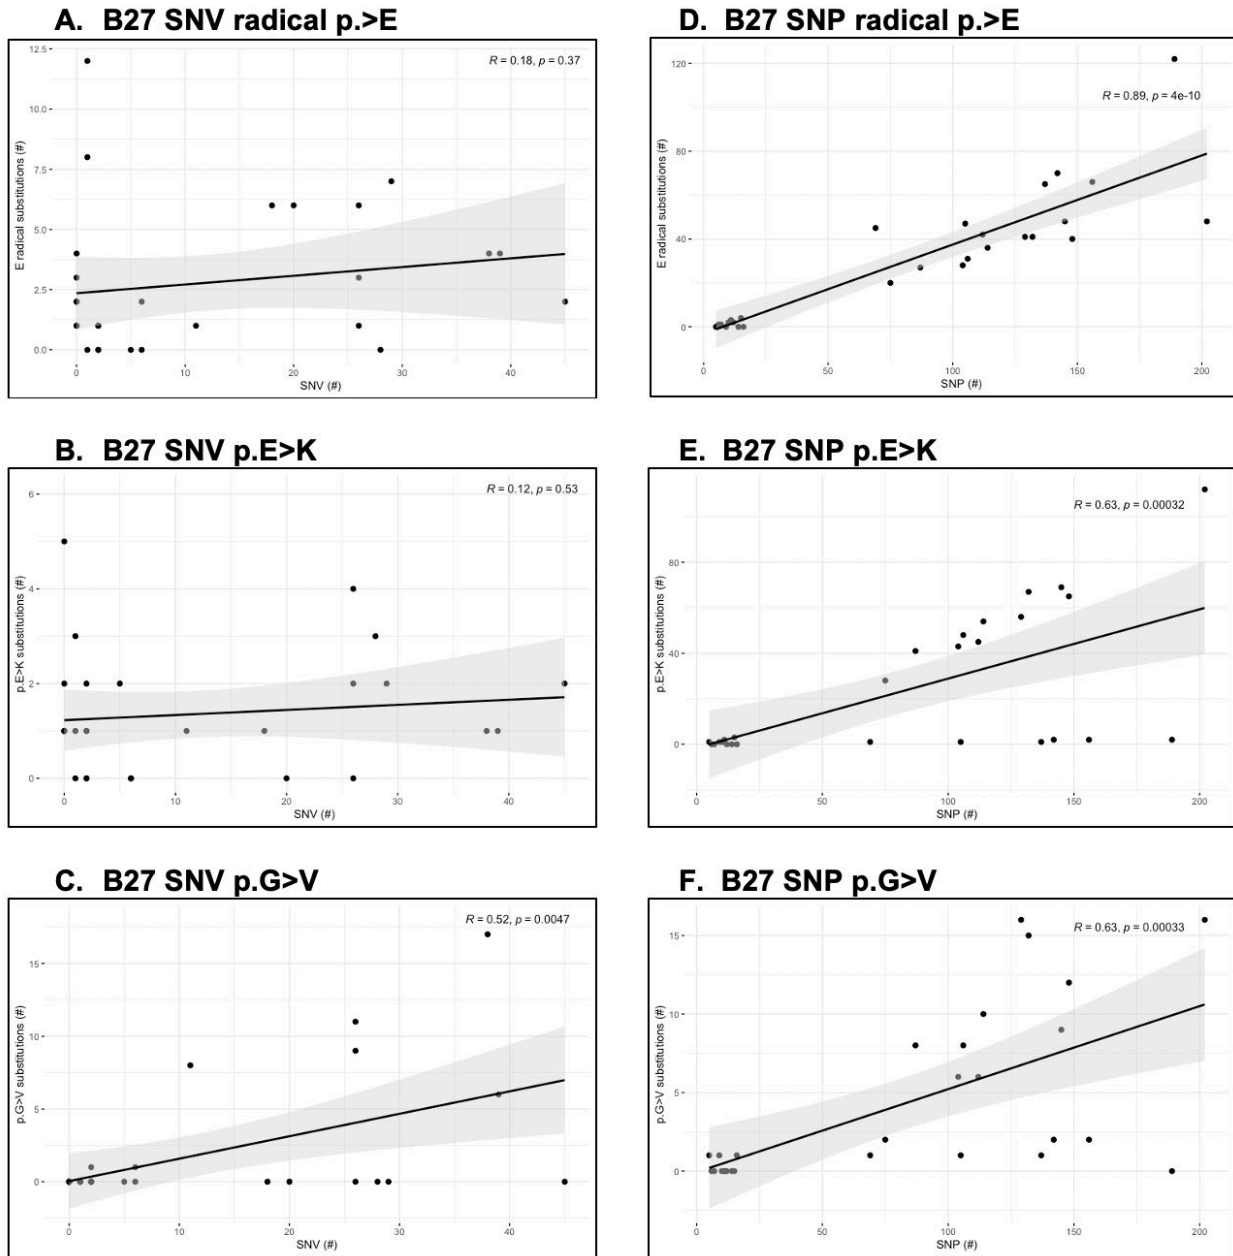 A. B27 SNV radical p.>E
12.5
10.0
7.5
5.0
2.5
0.0
E radical substitutions (#)
R = 0.18, p = 0.37
0 10 20 30 40
SNV (#)
D. B27 SNP radical p.>E
120
80
40
0
E radical substitutions (#)
R = 0.89, p = 4e-10
0 50 100 150 200
SNP (#)
B. B27 SNV p.E>K
6
4
2
0
p.E>K substitutions (#)
R = 0.12, p = 0.53
0 10 20 30 40
SNV (#)
E. B27 SNP p.E>K
80
40
0
p.E>K substitutions (#)
R = 0.63, p = 0.00032
0 50 100 150 200
SNP (#)
C. B27 SNV p.G>V
15
10
5
0
p.G>V substitutions (#)
R = 0.52, p = 0.0047
0 10 20 30 40
SNV (#)
F. B27 SNP p.G>V
15
10
5
0
p.G>V substitutions (#)
R = 0.63, p = 0.00033
0 50 100 150 200
SNP (#)